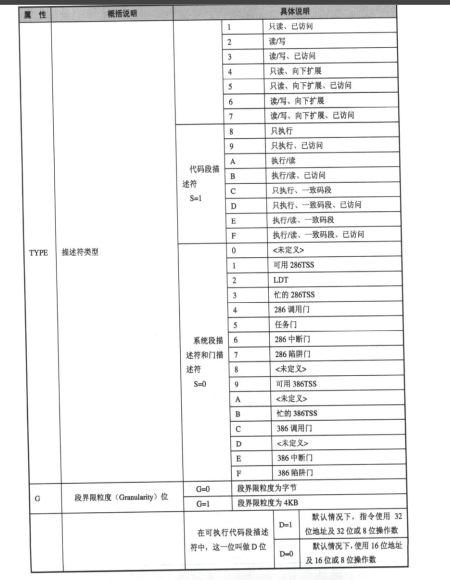 属 性 概括说明 具体说明
1 只读、已访问
2 读/写
3 读/写、已访问
4 只读、向下扩展
5 只读、向下扩展、已访问
6 读/写、向下扩展
7 读/写、向下扩展、已访问
代码段描
述符
S=1
8 只执行
9 只执行、已访问
A 执行/读
B 执行/读、已访问
C 只执行、一致码段
D 只执行、一致码段、已访问
E 执行/读、一致码段
F 执行/读、一致码段、已访问
TYPE 描述符类型
系统段描
述符和门描
述符
S=0
0 <未定义>
1 可用 286TSS
2 LDT
3 忙的 286TSS
4 286 调用门
5 任务门
6 286 中断门
7 286 陷阱门
8 <未定义>
9 可用 386TSS
A <未定义>
B 忙的 386TSS
C 386 调用门
D <未定义>
E 386 中断门
F 386 陷阱门
G 段界限粒度（Granularity）位
G=0 段界限粒度为字节
G=1 段界限粒度为 4KB
在可执行代码段描述
符中，这一位叫做 D 位
D=1 默认情况下，指令使用 32
位地址及 32 位或 8 位操作数
D=0 默认情况下，使用 16 位地址
及 16 位或 8 位操作数